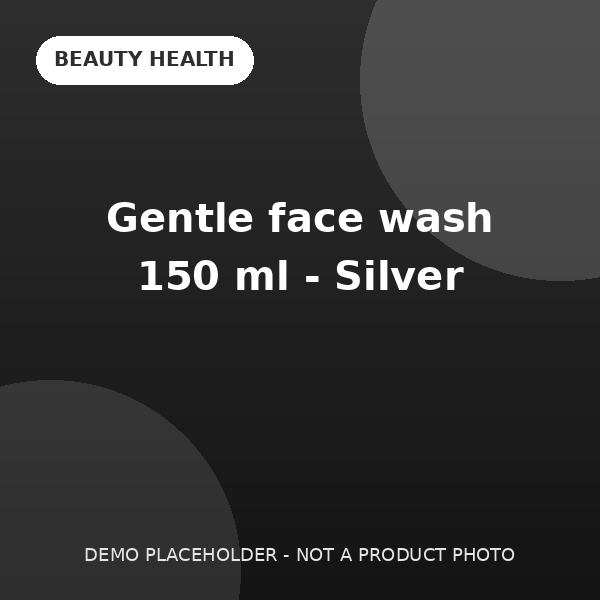 BEAUTY HEALTH
Gentle face wash
150 ml - Silver
DEMO PLACEHOLDER - NOT A PRODUCT PHOTO